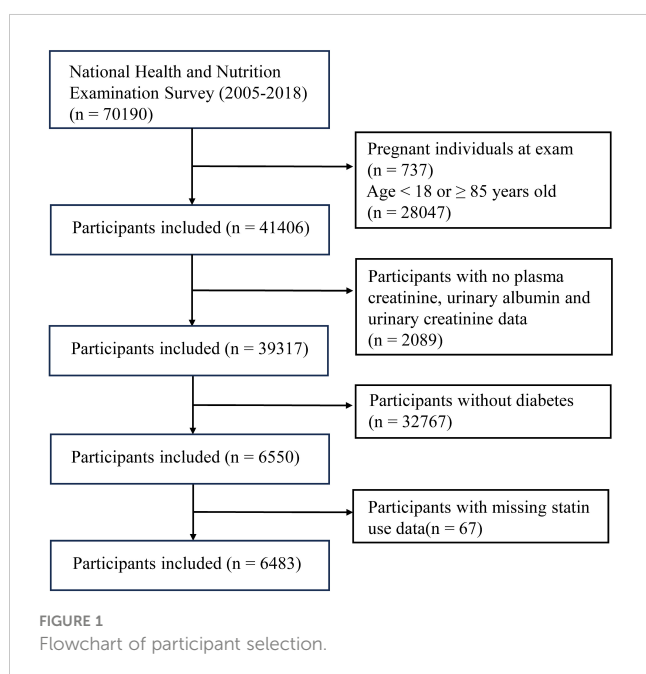 National Health and Nutrition
Examination Survey (2005-2018)
(n = 70190)
Pregnant individuals at exam
(n = 737)
Age < 18 or ≥ 85 years old
(n = 28047)
Participants included (n = 41406)
Participants with no plasma
creatinine, urinary albumin and
urinary creatinine data
(n = 2089)
Participants included (n = 39317)
Participants without diabetes
(n = 32767)
Participants included (n = 6550)
Participants with missing statin
use data(n = 67)
Participants included (n = 6483)
FIGURE 1
Flowchart of participant selection.